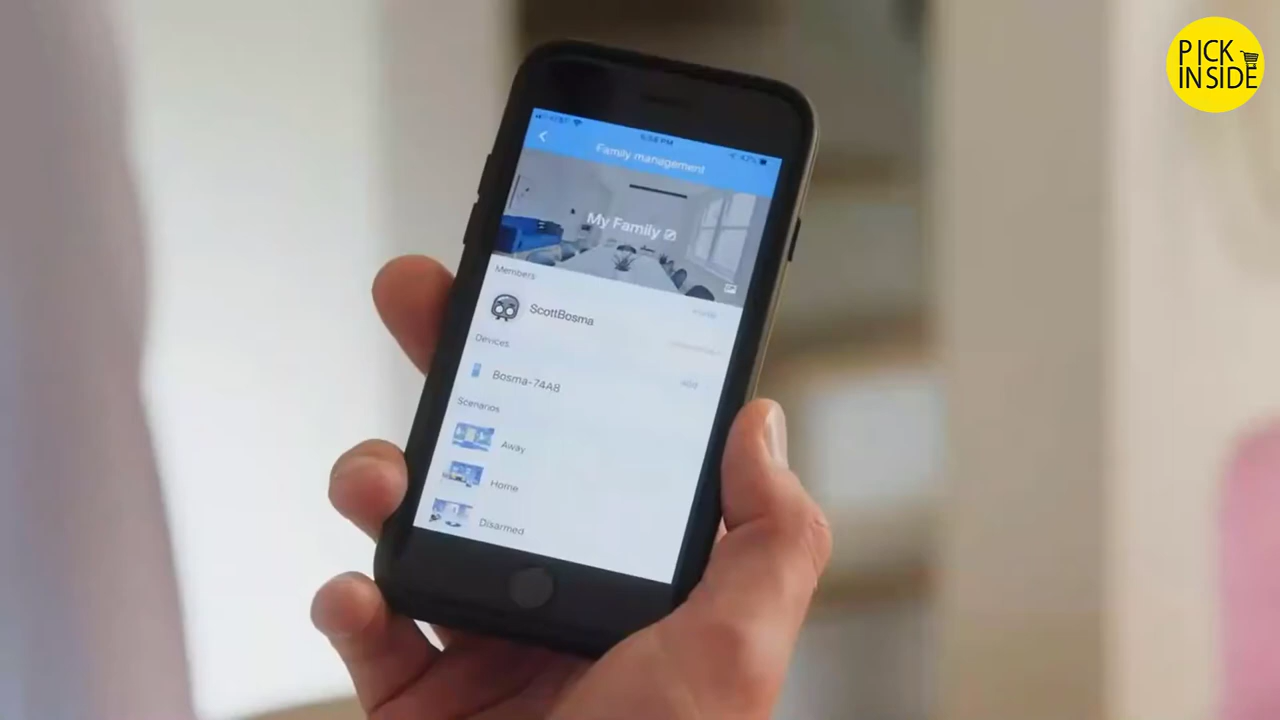 PICK
INSIDE
Family management
My Family
Members
ScottBosma
Devices
Bosma-74A8
Scenarios
Away
Home
Disarmed